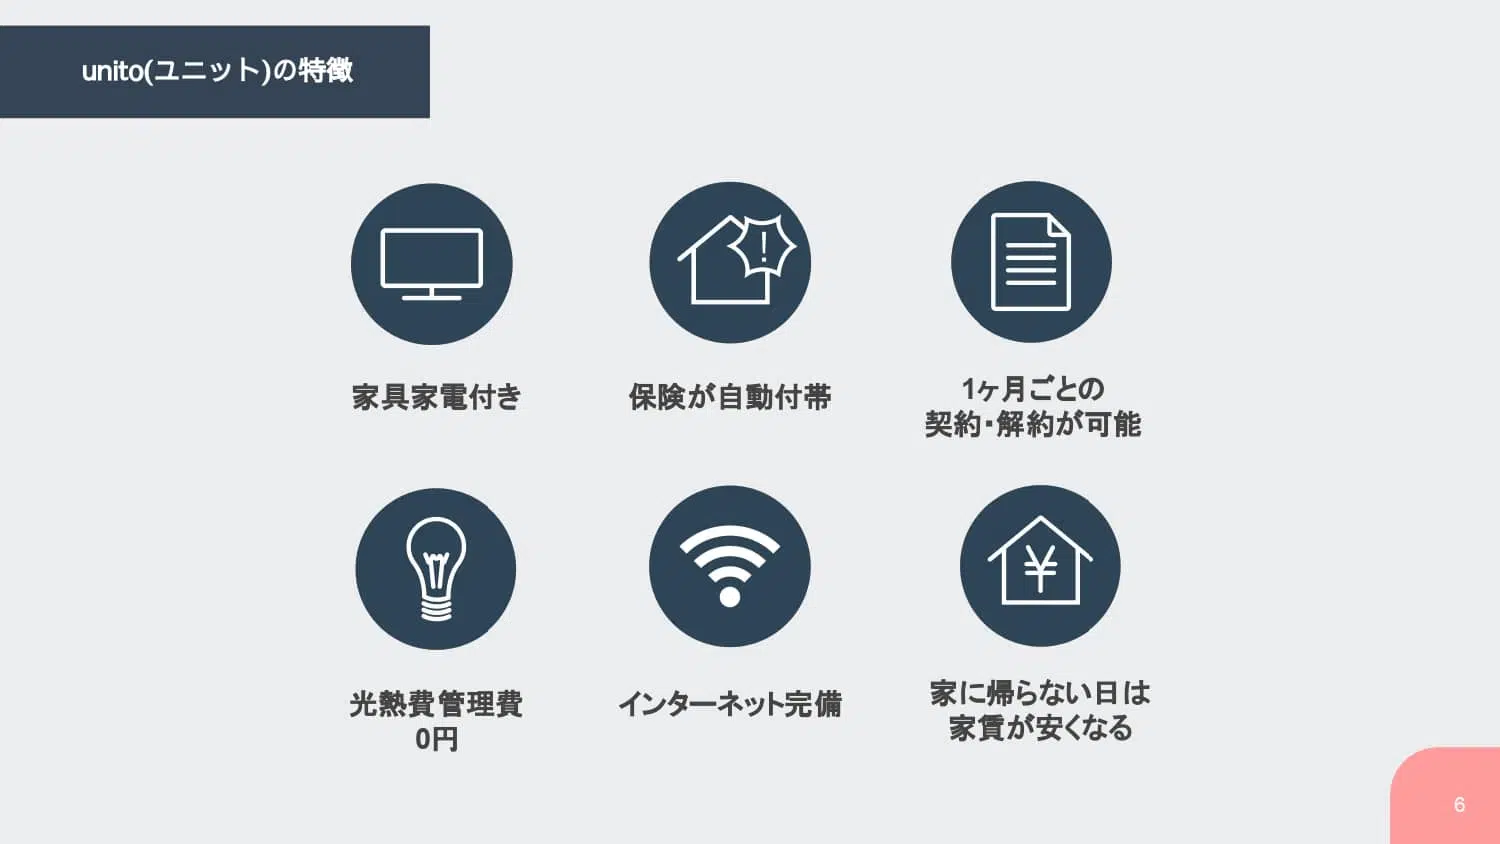 unito(ユニット)の特徴
家具家電付き
保険が自動付帯
1ヶ月ごとの
契約・解約が可能
光熱費管理費
0円
インターネット完備
家に帰らない日は
家賃が安くなる
6